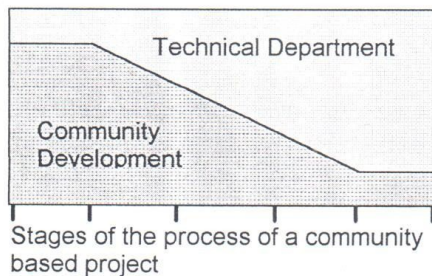 Technical Department
Community
Development
Stages of the process of a community
based project